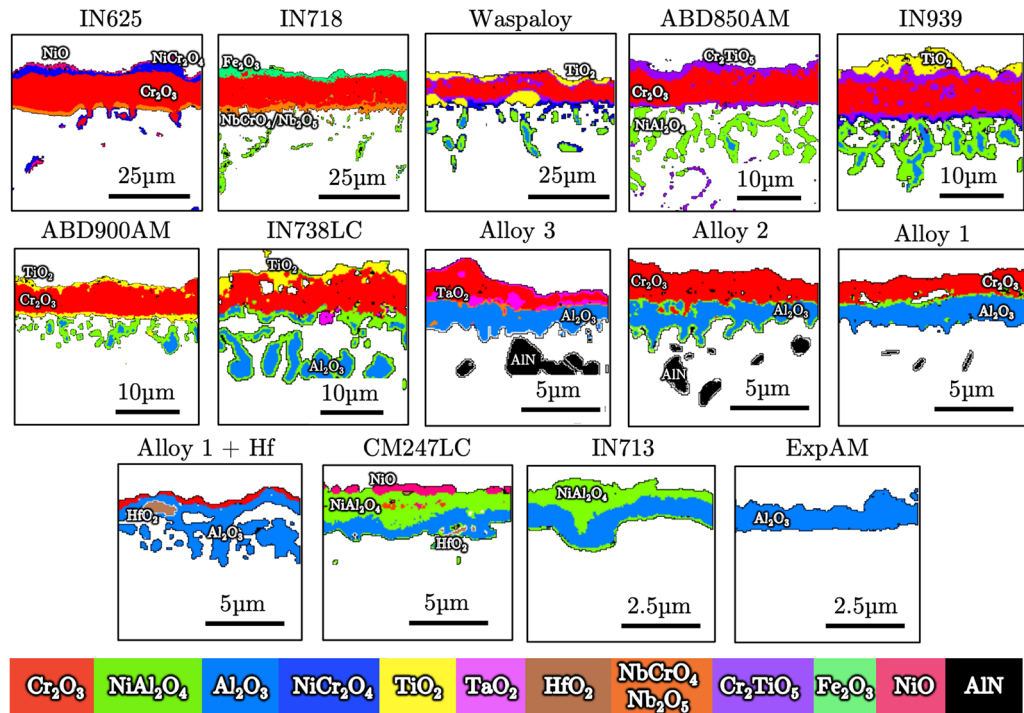 IN625 IN718 Waspaloy ABD850AM IN939
NiO NiCr₂O₄ Cr₂O₃ 25µm
Fe₂O₃ NbCrO₄/Nb₂O₅ 25µm
TiO₂ 25µm
Cr₂TiO₅ Cr₂O₃ NiAl₂O₄ 10µm
TiO₂ 10µm
ABD900AM IN738LC Alloy 3 Alloy 2 Alloy 1
TiO₂ Cr₂O₃ 10µm
TiO₂ Al₂O₃ 10µm
TaO₂ Al₂O₃ AlN 5µm
Cr₂O₃ Al₂O₃ AlN 5µm
Cr₂O₃ Al₂O₃ 5µm
Alloy 1 + Hf CM247LC IN713 ExpAM
HfO₂ Al₂O₃ 5µm
NiO NiAl₂O₄ HfO₂ 5µm
NiAl₂O₄ 2.5µm
Al₂O₃ 2.5µm
Cr₂O₃ NiAl₂O₄ Al₂O₃ NiCr₂O₄ TiO₂ TaO₂ HfO₂ NbCrO₄ Nb₂O₅ Cr₂TiO₅ Fe₂O₃ NiO AlN